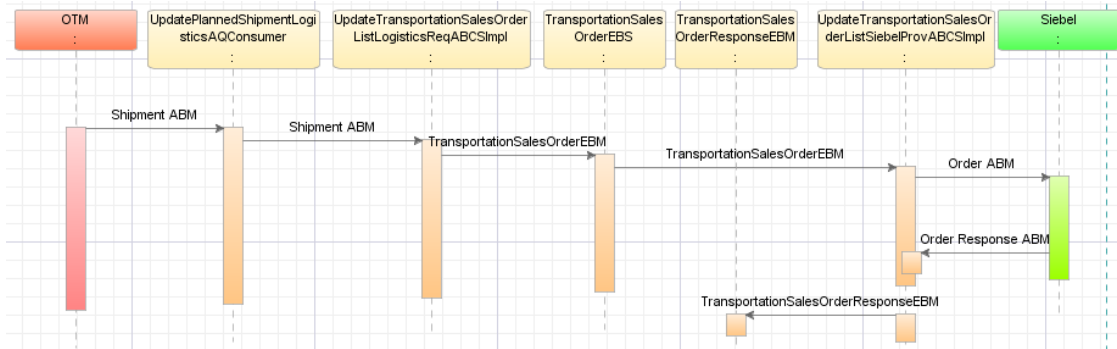 OTM
:
UpdatePlannedShipmentLogi
sticsAQConsumer
:
UpdateTransportationSalesOrder
ListLogisticsReqABCSImpl
:
TransportationSales
OrderEBS
:
TransportationSales
OrderResponseEBM
:
UpdateTransportationSalesOr
derListSiebelProvABCSImpl
:
Siebel
:
Shipment ABM
Shipment ABM
TransportationSalesOrderEBM
TransportationSalesOrderEBM
Order ABM
Order Response ABM
TransportationSalesOrderResponseEBM